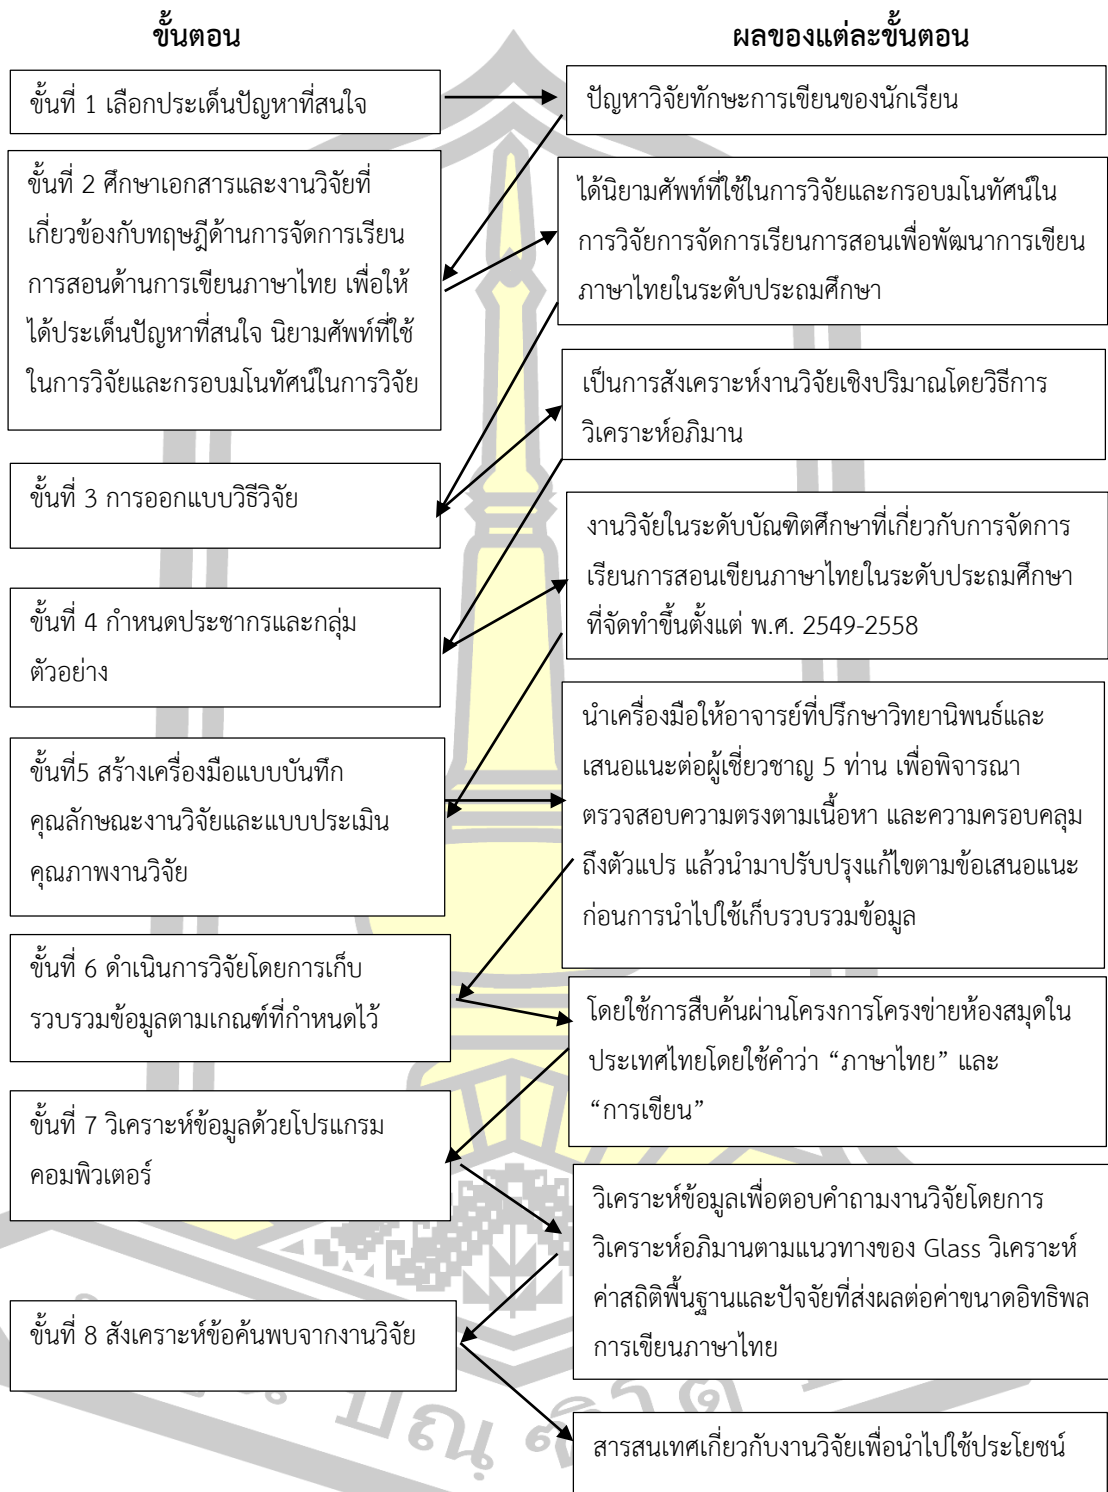 ขั้นตอน
ผลของแต่ละขั้นตอน
ขั้นที่ 1 เลือกประเด็นปัญหาที่สนใจ
ปัญหาวิจัยทักษะการเขียนของนักเรียน
ขั้นที่ 2 ศึกษาเอกสารและงานวิจัยที่
เกี่ยวข้องกับทฤษฎีด้านการจัดการเรียน
การสอนด้านการเขียนภาษาไทย เพื่อให้
ได้ประเด็นปัญหาที่สนใจ นิยามศัพท์ที่ใช้
ในการวิจัยและกรอบมโนทัศน์ในการวิจัย
ได้นิยามศัพท์ที่ใช้ในการวิจัยและกรอบมโนทัศน์ใน
การวิจัยการจัดการเรียนการสอนเพื่อพัฒนาการเขียน
ภาษาไทยในระดับประถมศึกษา
ขั้นที่ 3 การออกแบบวิธีวิจัย
เป็นการสังเคราะห์งานวิจัยเชิงปริมาณโดยวิธีการ
วิเคราะห์อภิมาน
ขั้นที่ 4 กำหนดประชากรและกลุ่ม
ตัวอย่าง
งานวิจัยในระดับบัณฑิตศึกษาที่เกี่ยวกับการจัดการ
เรียนการสอนเขียนภาษาไทยในระดับประถมศึกษา
ที่จัดทำขึ้นตั้งแต่ พ.ศ. 2549-2558
ขั้นที่5 สร้างเครื่องมือแบบบันทึก
คุณลักษณะงานวิจัยและแบบประเมิน
คุณภาพงานวิจัย
นำเครื่องมือให้อาจารย์ที่ปรึกษาวิทยานิพนธ์และ
เสนอแนะต่อผู้เชี่ยวชาญ 5 ท่าน เพื่อพิจารณา
ตรวจสอบความตรงตามเนื้อหา และความครอบคลุม
ถึงตัวแปร แล้วนำมาปรับปรุงแก้ไขตามข้อเสนอแนะ
ก่อนการนำไปใช้เก็บรวบรวมข้อมูล
ขั้นที่ 6 ดำเนินการวิจัยโดยการเก็บ
รวบรวมข้อมูลตามเกณฑ์ที่กำหนดไว้
โดยใช้การสืบค้นผ่านโครงการโครงข่ายห้องสมุดใน
ประเทศไทยโดยใช้คำว่า “ภาษาไทย” และ
“การเขียน”
ขั้นที่ 7 วิเคราะห์ข้อมูลด้วยโปรแกรม
คอมพิวเตอร์
วิเคราะห์ข้อมูลเพื่อตอบคำถามงานวิจัยโดยการ
วิเคราะห์อภิมานตามแนวทางของ Glass วิเคราะห์
ค่าสถิติพื้นฐานและปัจจัยที่ส่งผลต่อค่าขนาดอิทธิพล
การเขียนภาษาไทย
ขั้นที่ 8 สังเคราะห์ข้อค้นพบจากงานวิจัย
สารสนเทศเกี่ยวกับงานวิจัยเพื่อนำไปใช้ประโยชน์